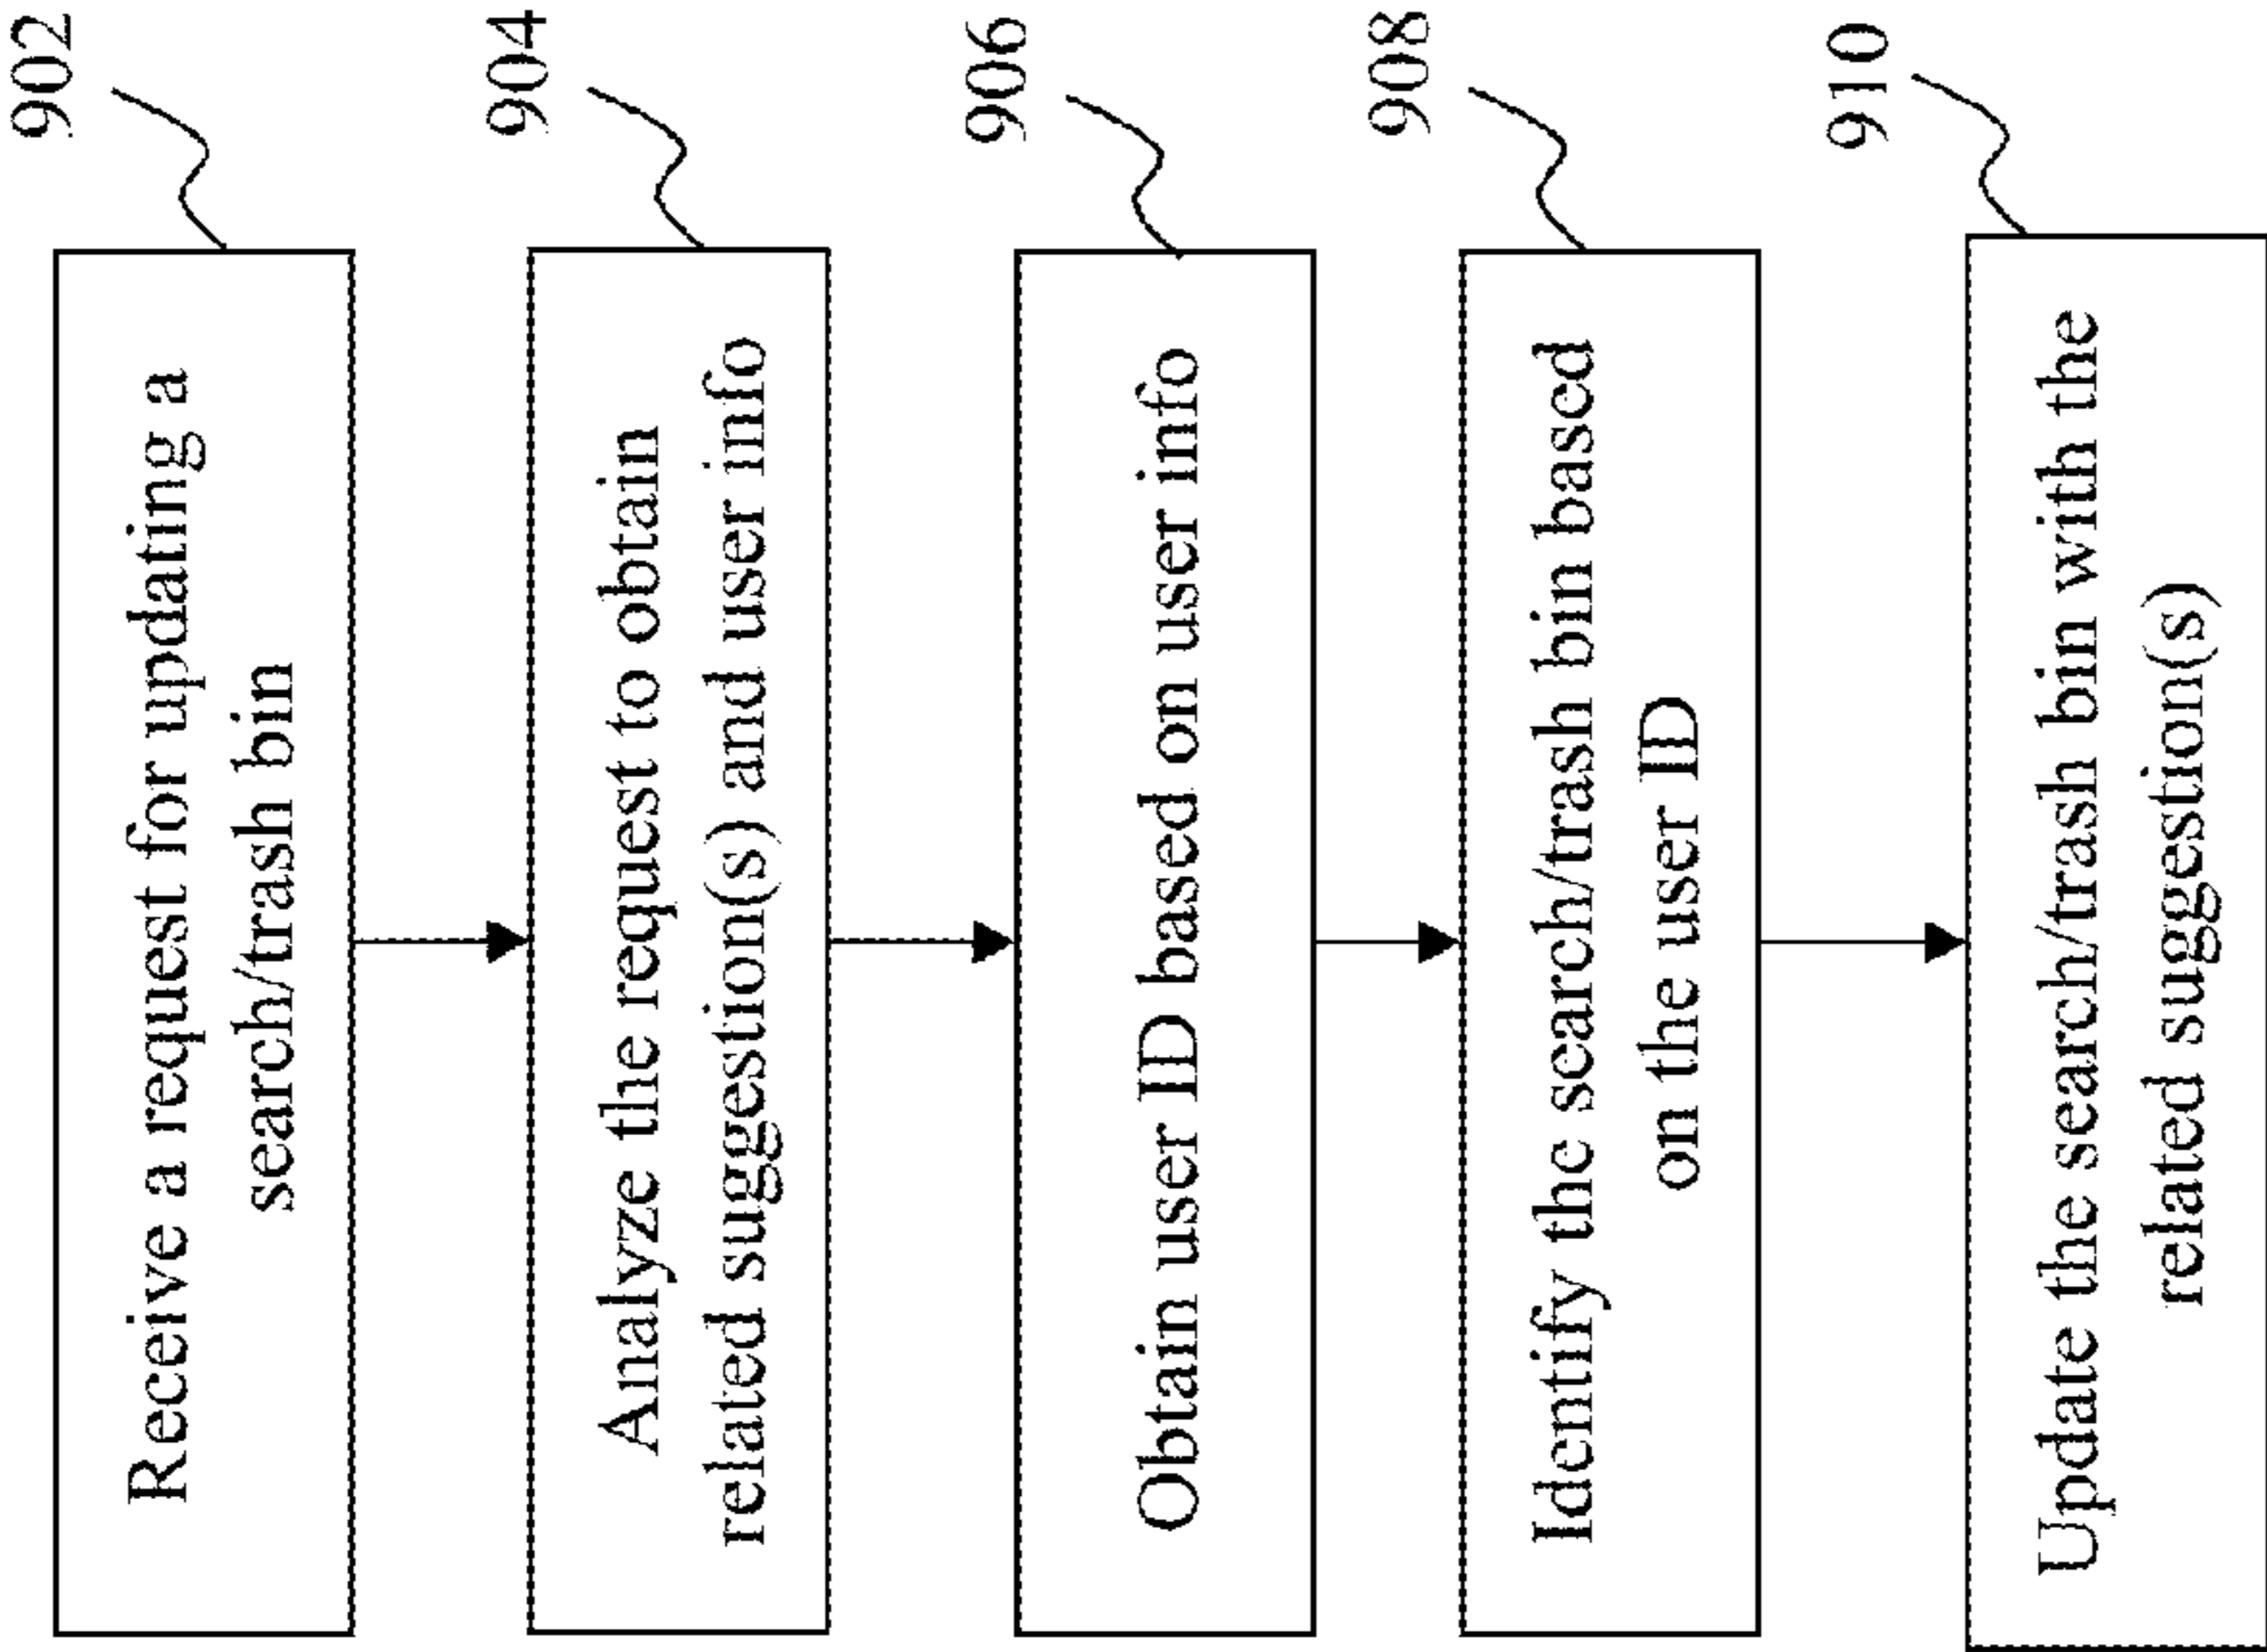 Receive a request for updating a
search/trash bin
902
Analyze the request to obtain
related suggestion(s) and user info
904
Obtain user ID based on user info
906
Identify the search/trash bin based
on the user ID
908
Update the search/trash bin with the
related suggestion(s)
910